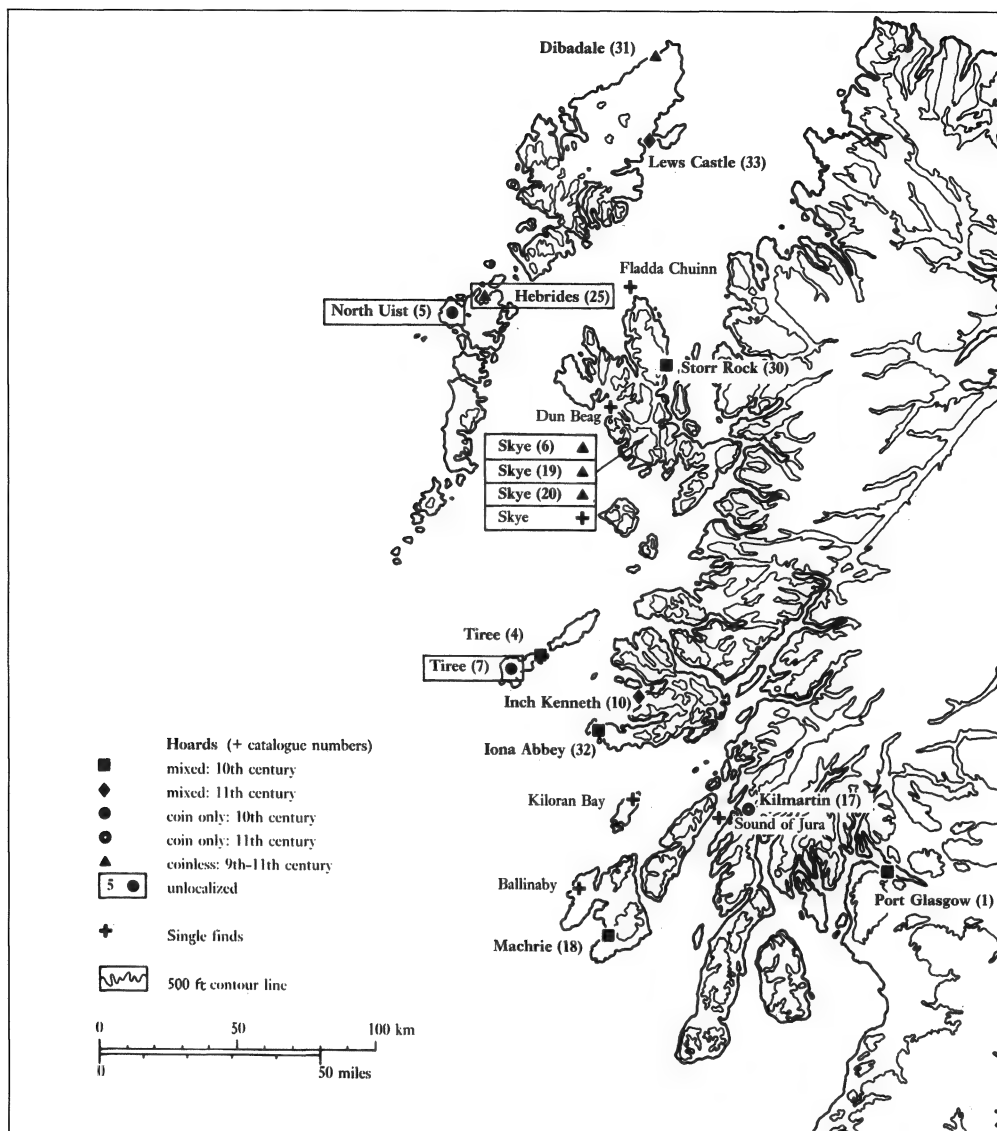 Dibadale (31)
Lews Castle (33)
Fladda Chuinn
Hebrides (25)
North Uist (5)
Storr Rock (30)
Dun Beag
Skye (6)
Skye (19)
Skye (20)
Skye
Tiree (4)
Tiree (7)
Inch Kenneth (10)
Iona Abbey (32)
Kiloran Bay
Kilmartin (17)
Sound of Jura
Ballinaby
Port Glasgow (1)
Machrie (18)
Hoards (+ catalogue numbers)
mixed: 10th century
mixed: 11th century
coin only: 10th century
coin only: 11th century
coinless: 9th–11th century
5 unlocalized
Single finds
500 ft contour line
0 50 100 km
0 50 miles